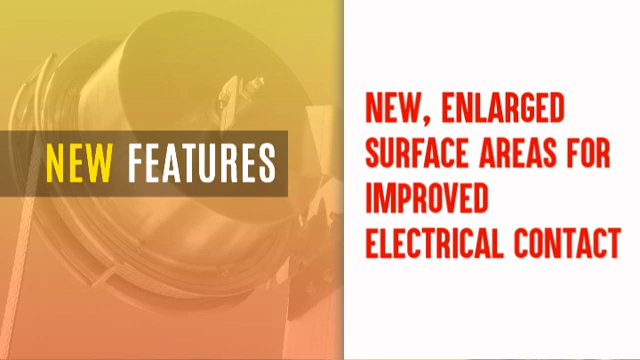 NEW FEATURES
NEW, ENLARGED
SURFACE AREAS FOR
IMPROVED
ELECTRICAL CONTACT